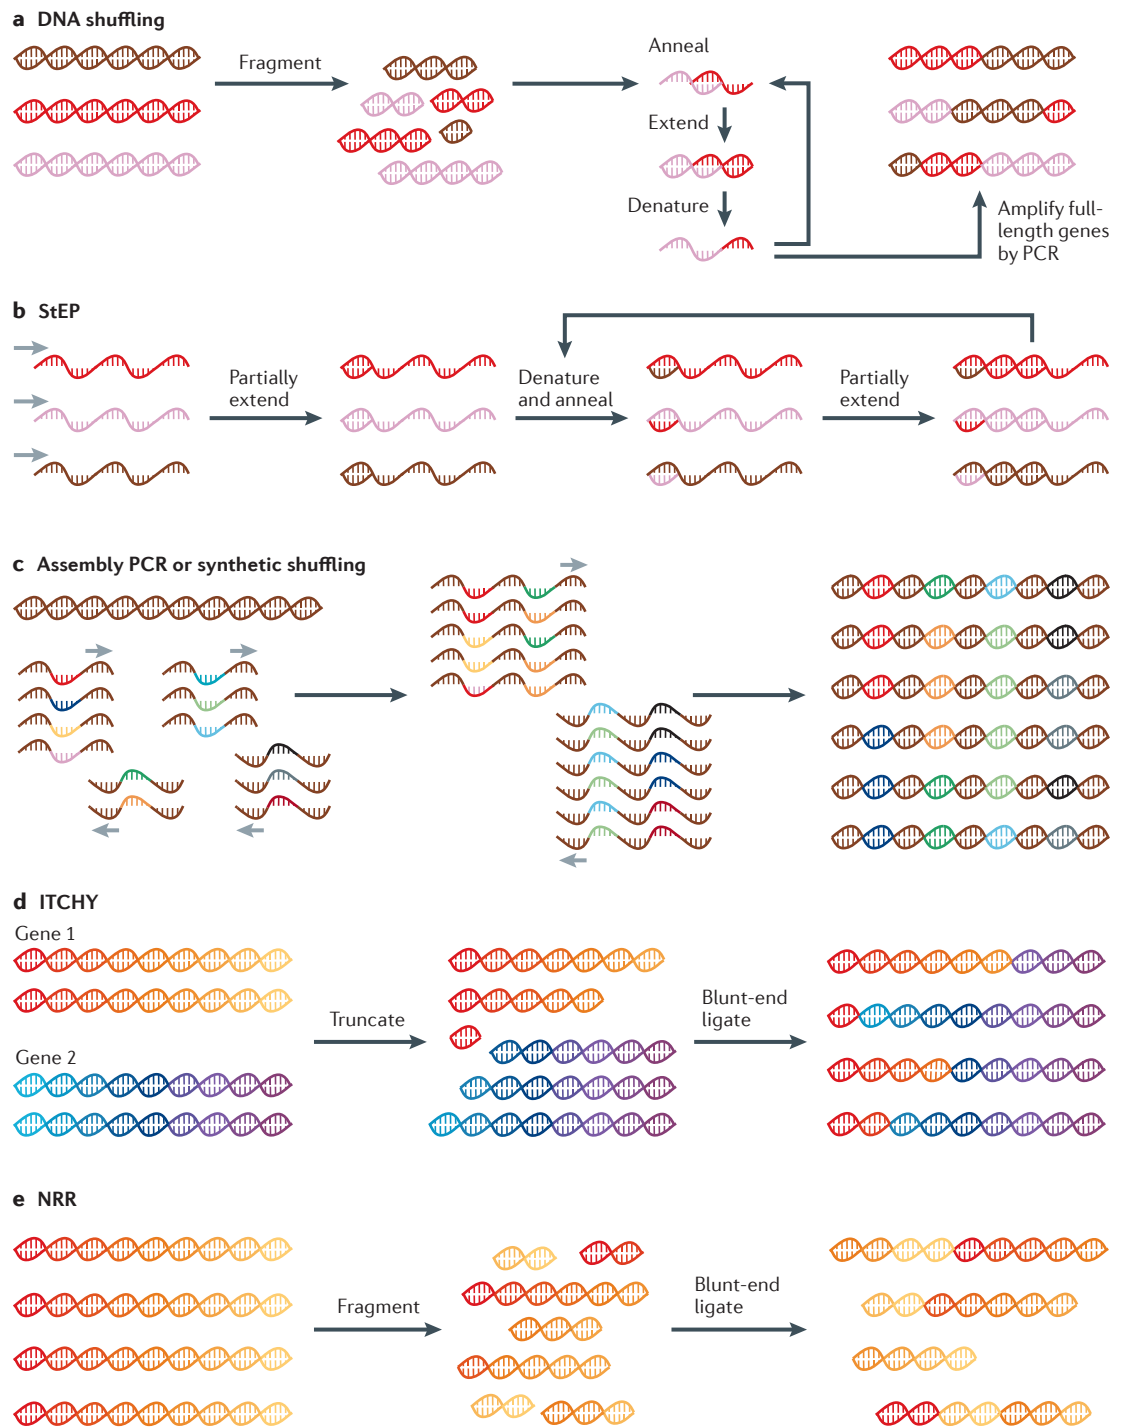 a DNA shuffling
Fragment
Anneal
Extend
Denature
Amplify full-
length genes
by PCR
b StEP
Partially
extend
Denature
and anneal
Partially
extend
c Assembly PCR or synthetic shuffling
d ITCHY
Gene 1
Gene 2
Truncate
Blunt-end
ligate
e NRR
Fragment
Blunt-end
ligate